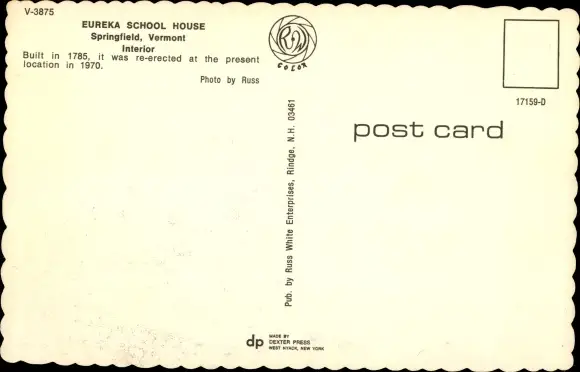 V-3875
EUREKA SCHOOL HOUSE
Springfield, Vermont
Interior
Built in 1785, it was re-erected at the present
location in 1970.
Photo by Russ
RW
COLOR
Pub. by Russ White Enterprises, Rindge, N.H. 03461
17159-D
post card
dp
MADE BY
DEXTER PRESS
WEST NYACK, NEW YORK